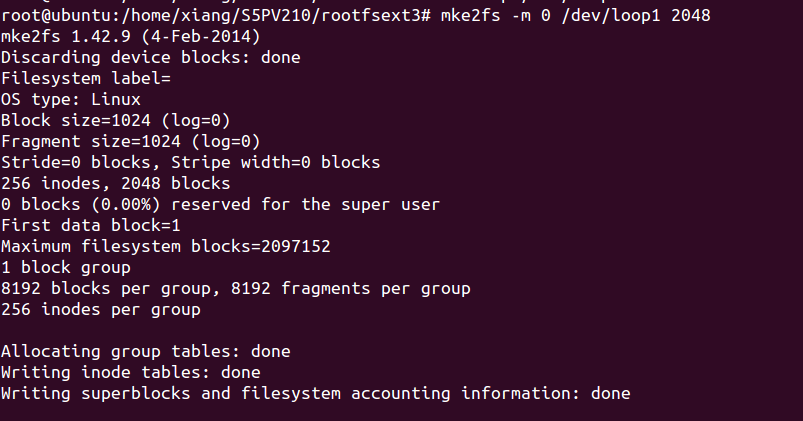 root@ubuntu:/home/xiang/S5PV210/rootfsext3# mke2fs -m 0 /dev/loop1 2048
mke2fs 1.42.9 (4-Feb-2014)
Discarding device blocks: done
Filesystem label=
OS type: Linux
Block size=1024 (log=0)
Fragment size=1024 (log=0)
Stride=0 blocks, Stripe width=0 blocks
256 inodes, 2048 blocks
0 blocks (0.00%) reserved for the super user
First data block=1
Maximum filesystem blocks=2097152
1 block group
8192 blocks per group, 8192 fragments per group
256 inodes per group

Allocating group tables: done
Writing inode tables: done
Writing superblocks and filesystem accounting information: done